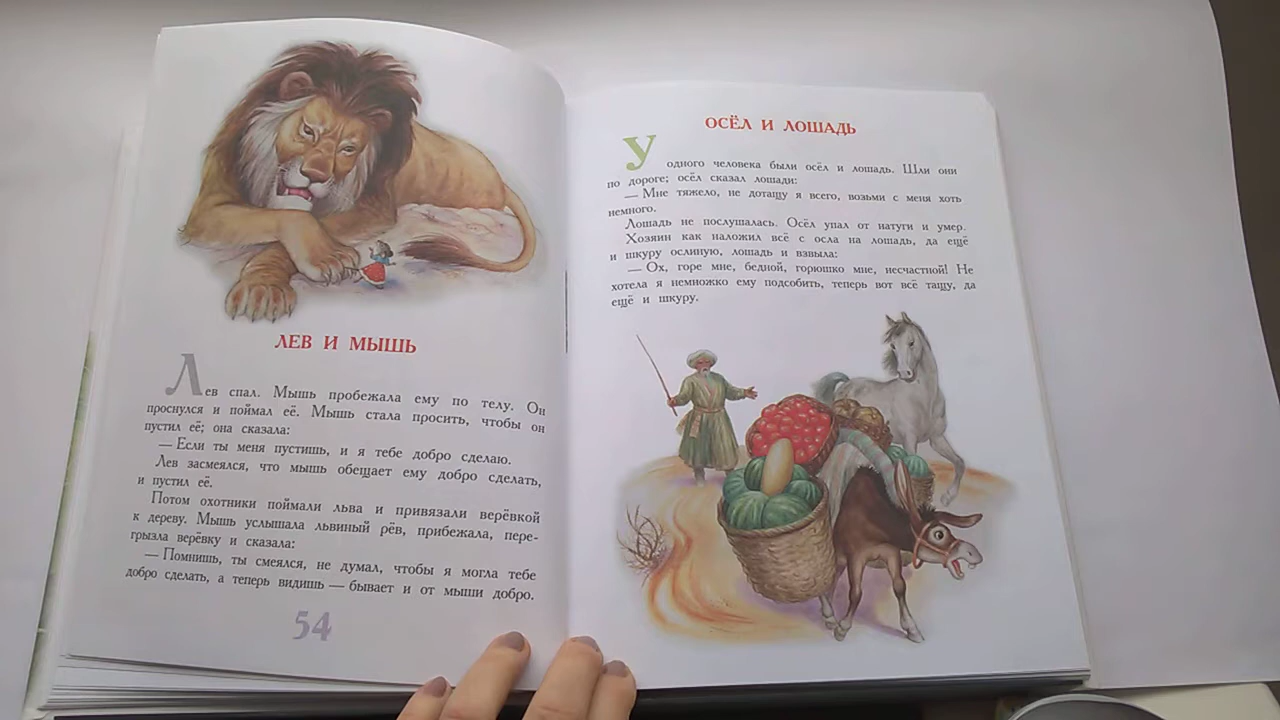 ЛЕВ И МЫШЬ
Лев спал. Мышь пробежала ему по телу. Он
проснулся и поймал её. Мышь стала просить, чтобы он
пустил её; она сказала:
— Если ты меня пустишь, и я тебе добро сделаю.
Лев засмеялся, что мышь обещает ему добро сделать,
и пустил её.
Потом охотники поймали льва и привязали верёвкой
к дереву. Мышь услышала львиный рёв, прибежала, пере-
грызла верёвку и сказала:
— Помнишь, ты смеялся, не думал, чтобы я могла тебе
добро сделать, а теперь видишь — бывает и от мыши добро.
54
ОСЁЛ И ЛОШАДЬ
У одного человека были осёл и лошадь. Шли они
по дороге; осёл сказал лошади:
— Мне тяжело, не дотащу я всего, возьми с меня хоть
немного.
Лошадь не послушалась. Осёл упал от натуги и умер.
Хозяин как наложил всё с осла на лошадь, да ещё
и шкуру ослиную, лошадь и взвыла:
— Ох, горе мне, бедной, горюшко мне, несчастной! Не
хотела я немножко ему подсобить, теперь вот всё тащу, да
ещё и шкуру.